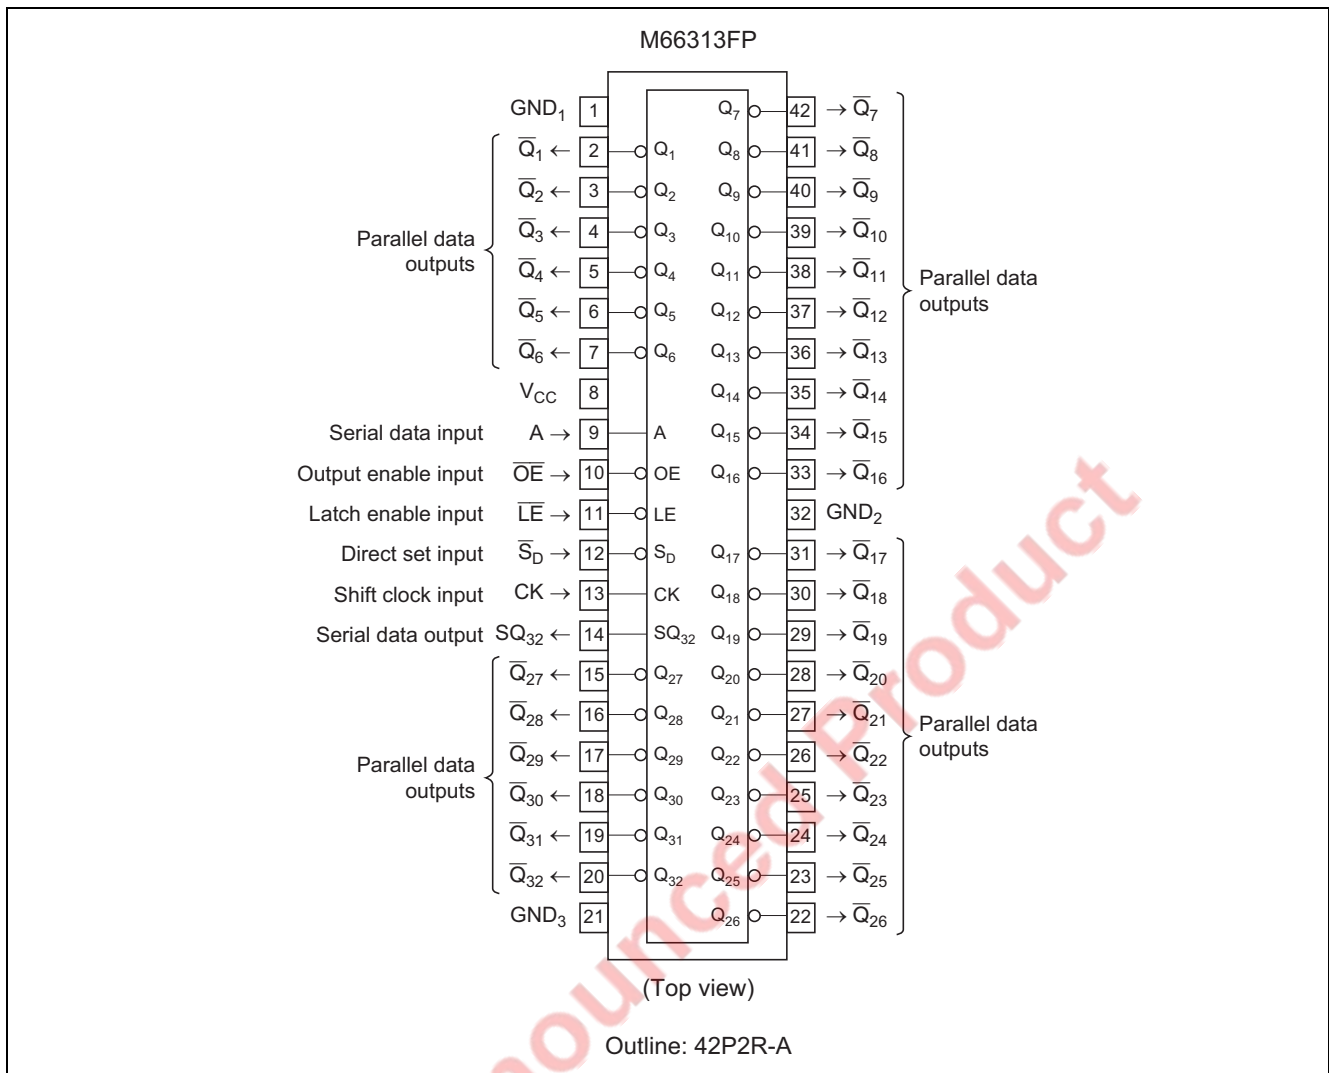 M66313FP
GND₁ 1 Q₇ 42 → Q̅₇
Q̅₁ ← 2 Q₁ Q₈ 41 → Q̅₈
Q̅₂ ← 3 Q₂ Q₉ 40 → Q̅₉
Q̅₃ ← 4 Q₃ Q₁₀ 39 → Q̅₁₀
Parallel data outputs
Q̅₄ ← 5 Q₄ Q₁₁ 38 → Q̅₁₁
Parallel data outputs
Q̅₅ ← 6 Q₅ Q₁₂ 37 → Q̅₁₂
Q̅₆ ← 7 Q₆ Q₁₃ 36 → Q̅₁₃
V_CC 8 Q₁₄ 35 → Q̅₁₄
Serial data input A → 9 A Q₁₅ 34 → Q̅₁₅
Output enable input O̅E̅ → 10 OE Q₁₆ 33 → Q̅₁₆
Latch enable input L̅E̅ → 11 LE 32 GND₂
Direct set input S̅_D → 12 S_D Q₁₇ 31 → Q̅₁₇
Shift clock input CK → 13 CK Q₁₈ 30 → Q̅₁₈
Serial data output SQ₃₂ ← 14 SQ₃₂ Q₁₉ 29 → Q̅₁₉
Q̅₂₇ ← 15 Q₂₇ Q₂₀ 28 → Q̅₂₀
Q̅₂₈ ← 16 Q₂₈ Q₂₁ 27 → Q̅₂₁
Parallel data outputs
Q̅₂₉ ← 17 Q₂₉ Q₂₂ 26 → Q̅₂₂
Parallel data outputs
Q̅₃₀ ← 18 Q₃₀ Q₂₃ 25 → Q̅₂₃
Q̅₃₁ ← 19 Q₃₁ Q₂₄ 24 → Q̅₂₄
Q̅₃₂ ← 20 Q₃₂ Q₂₅ 23 → Q̅₂₅
GND₃ 21 Q₂₆ 22 → Q̅₂₆
(Top view)
Outline: 42P2R-A
ounced Product